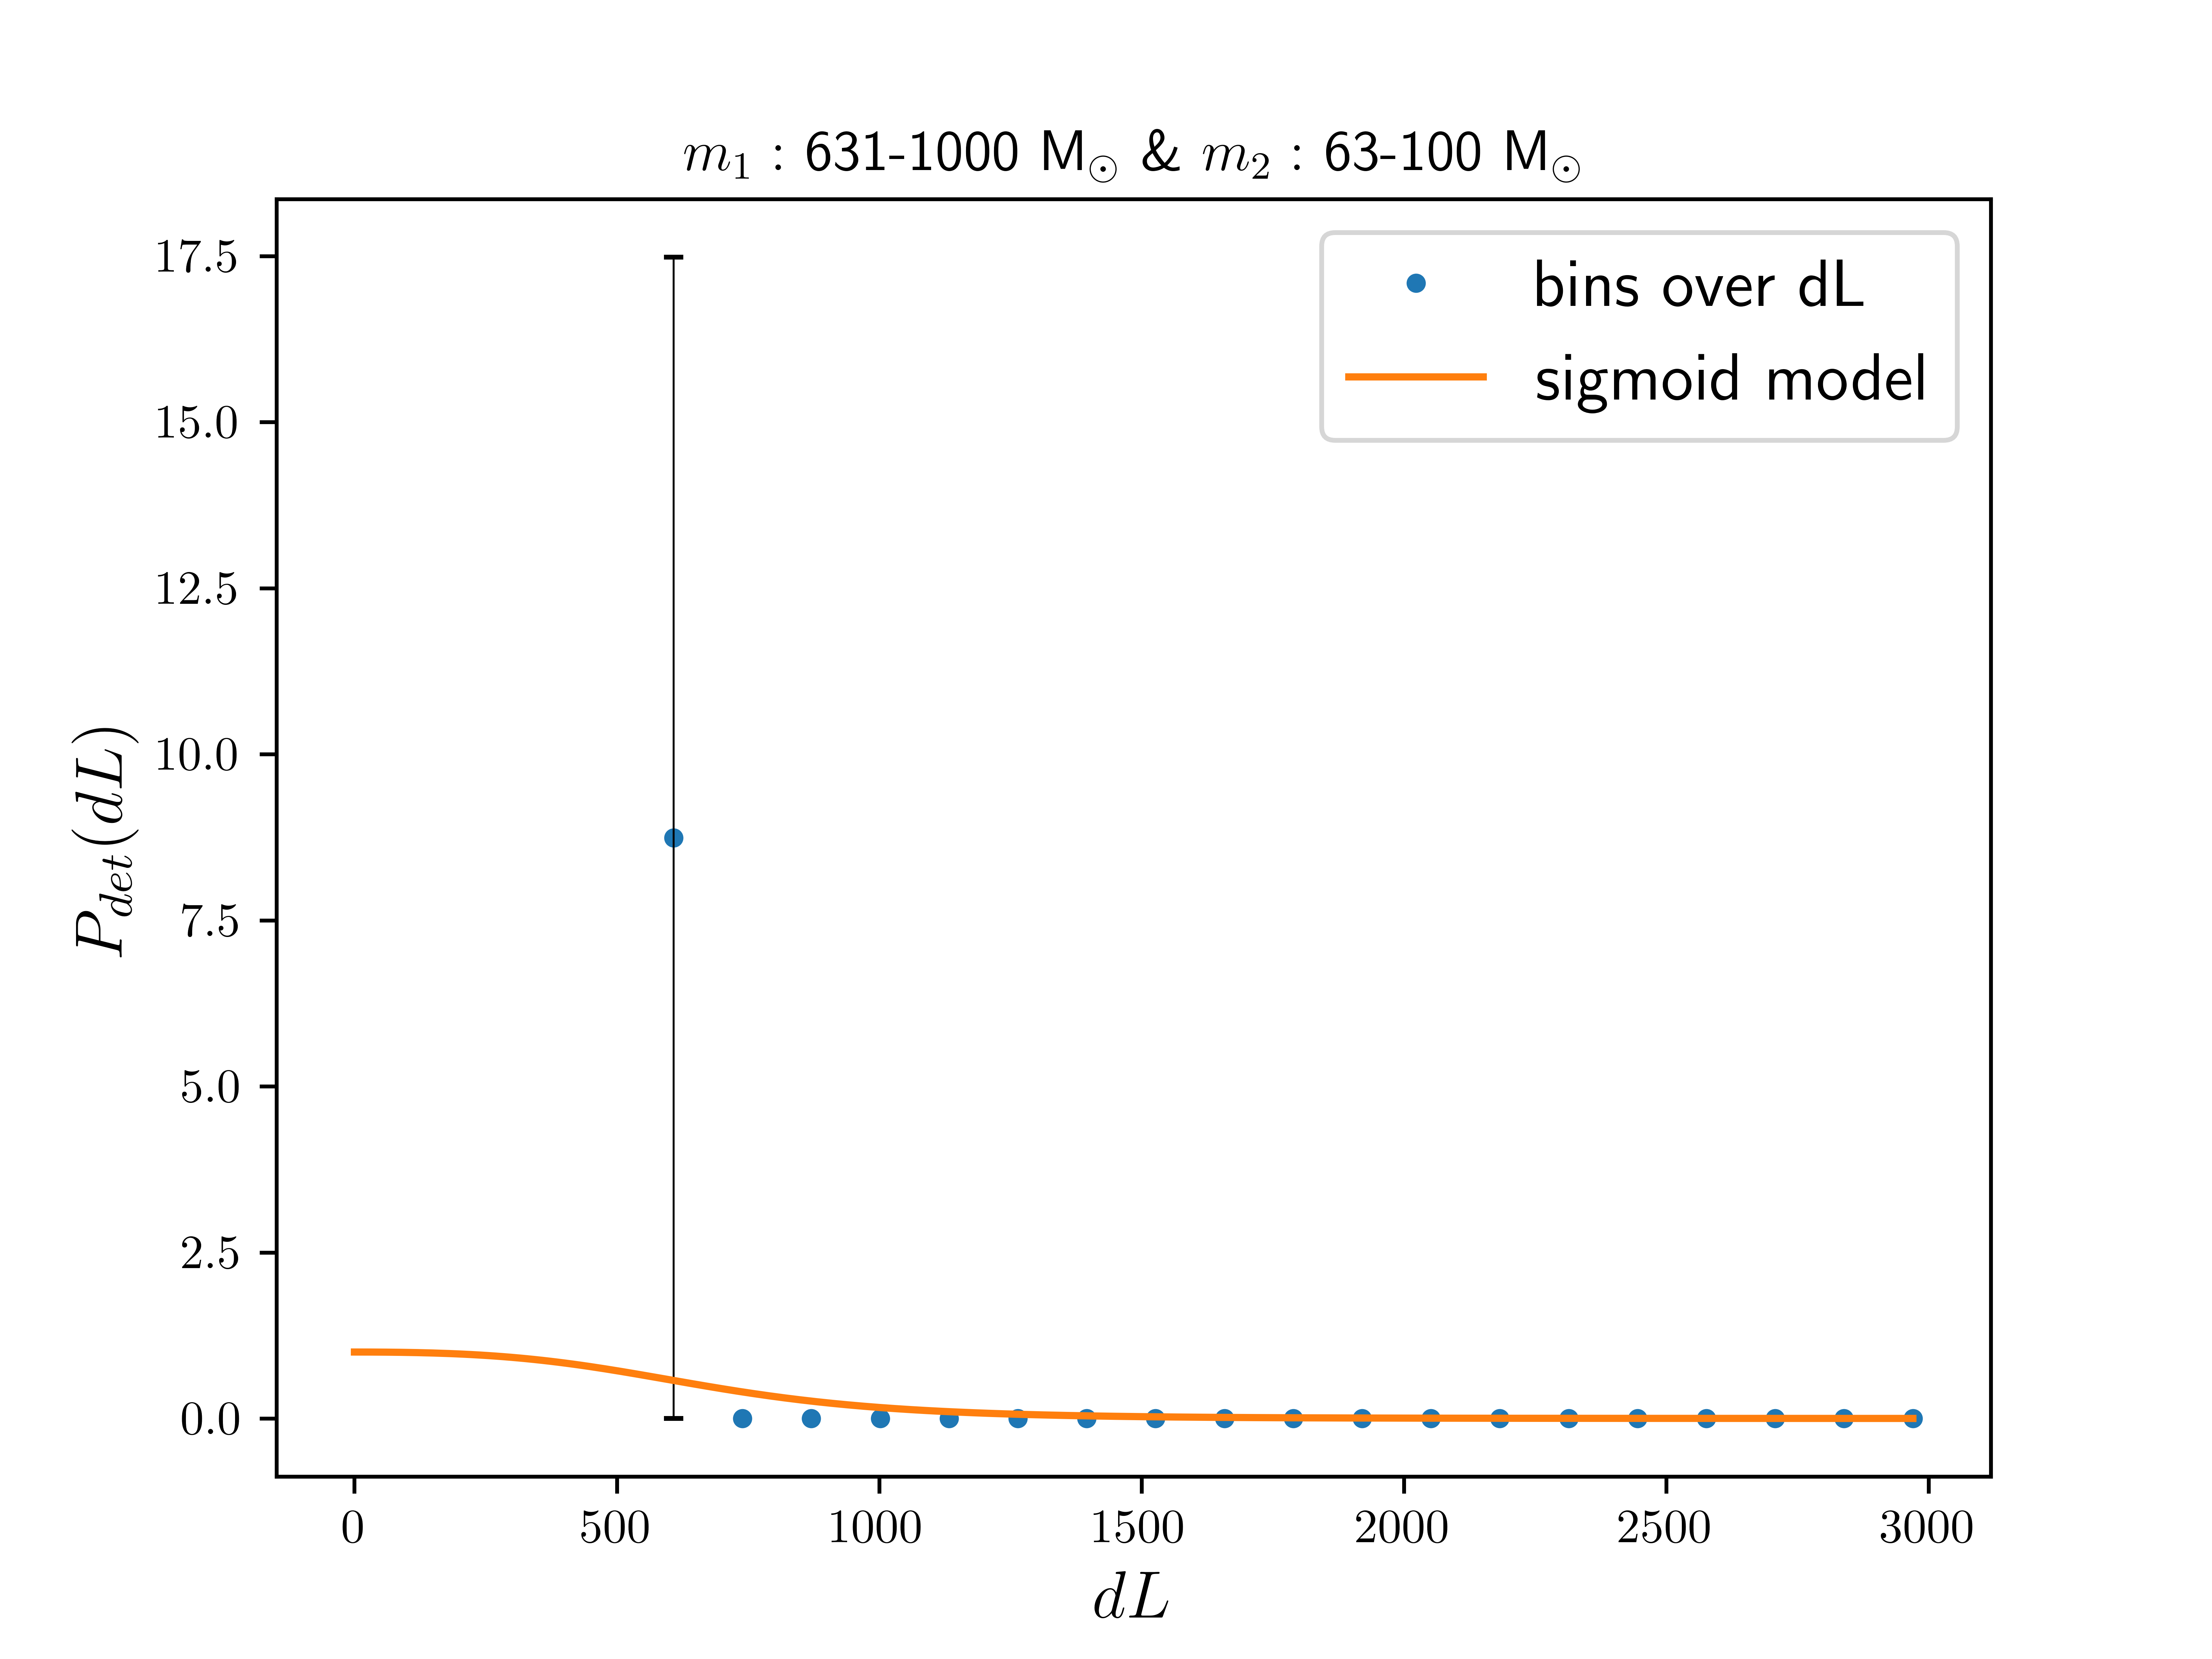 m₁ : 631-1000 M☉ & m₂ : 63-100 M☉
bins over dL
sigmoid model
17.5
15.0
12.5
10.0
7.5
5.0
2.5
0.0
P_det(dL)
0 500 1000 1500 2000 2500 3000
dL